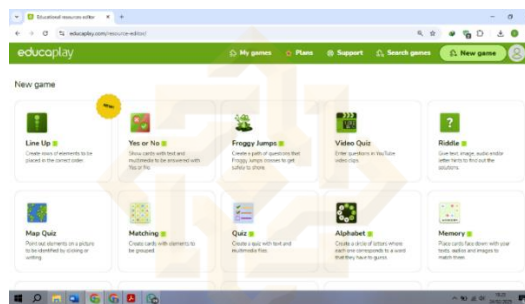 Educational resources editor
educaplay.com/resource-editor/
educaplay
My games
Plans
Support
Search games
New game
New game
NEW!
Line Up
Create rows of elements to be
placed in the correct order.
Yes or No
Show cards with text and
multimedia to be answered with
Yes or No.
Froggy Jumps
Create a path of questions that
Froggy Jumps crosses to get
safely to shore.
Video Quiz
Enter questions in YouTube
video clips.
Riddle
Give text, image, audio and/or
letter hints to find out the
solutions.
Map Quiz
Point out elements on a picture
to be identified by clicking or
writing.
Matching
Create cards with elements to
be grouped.
Quiz
Create a quiz with text and
multimedia files.
Alphabet
Create a circle of letters where
each one corresponds to a word
that they have to guess.
Memory
Place cards face down with your
texts, audios and images to
match them.